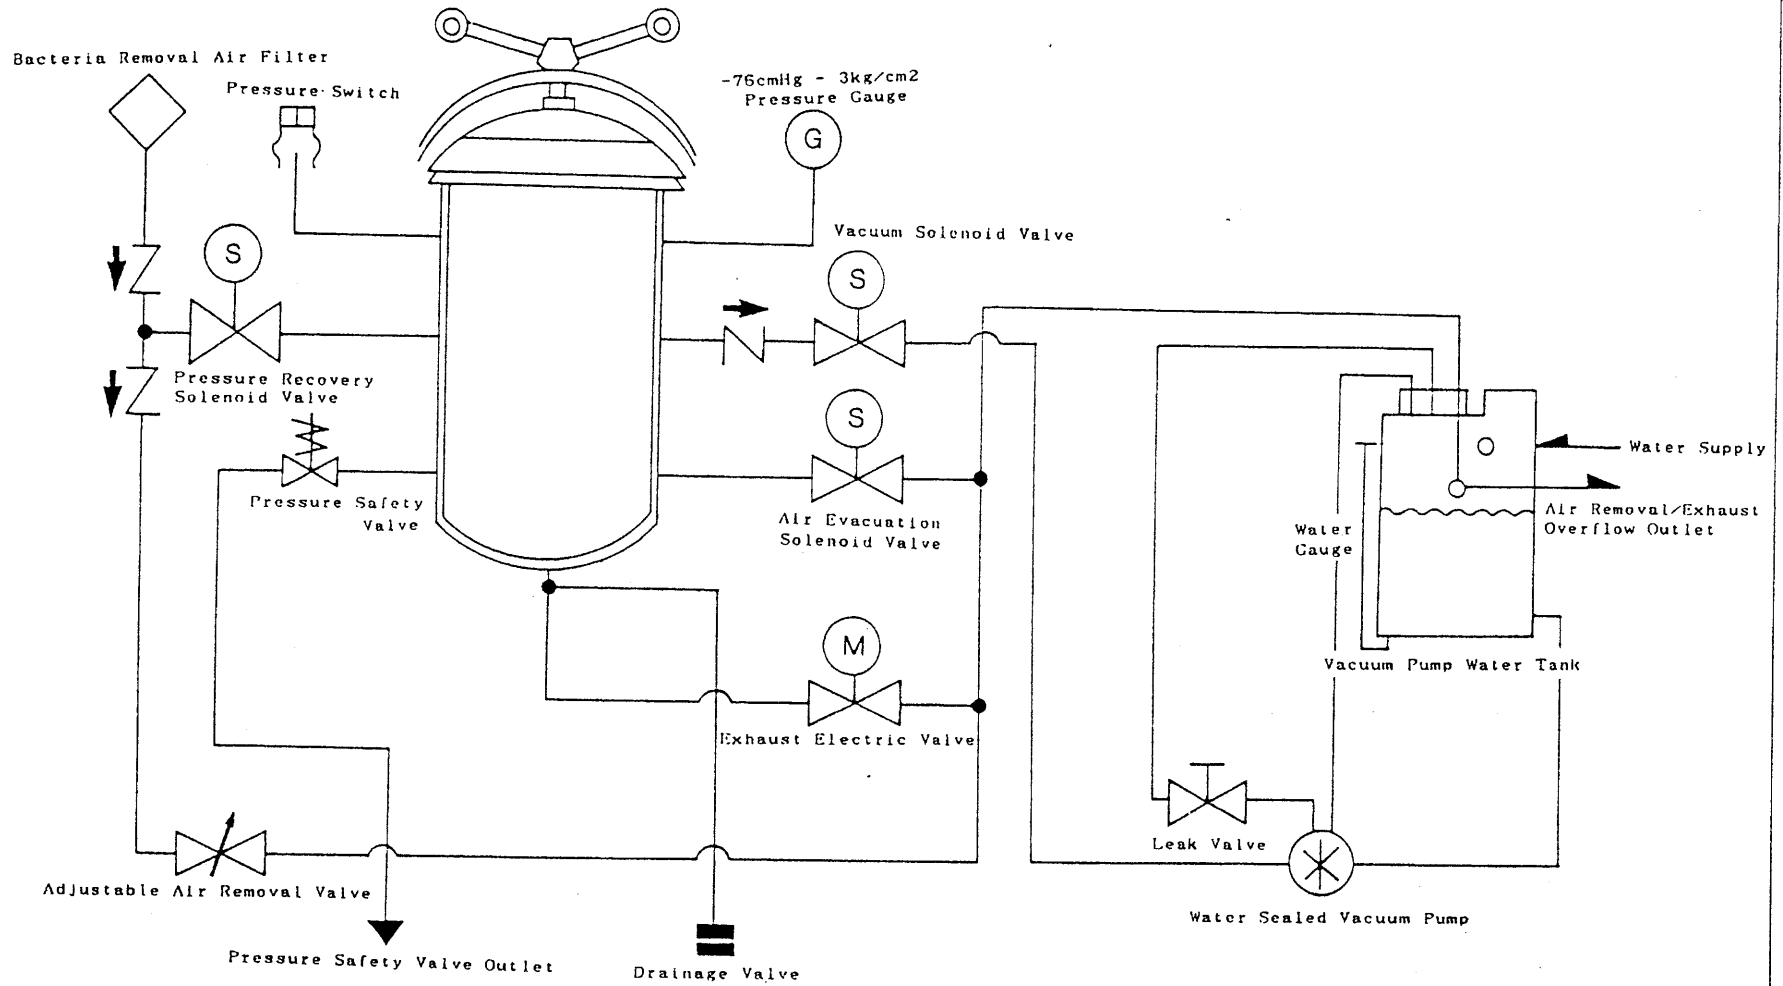 Bacteria Removal Air Filter
Pressure Switch
-76cmHg - 3kg/cm2
Pressure Gauge
G
Vacuum Solenoid Valve
S
S
Pressure Recovery
Solenoid Valve
S
Pressure Safety
Valve
Air Evacuation
Solenoid Valve
Water Supply
Air Removal/Exhaust
Overflow Outlet
Water
Gauge
M
Vacuum Pump Water Tank
Exhaust Electric Valve
Leak Valve
Adjustable Air Removal Valve
Water Sealed Vacuum Pump
Pressure Safety Valve Outlet
Drainage Valve